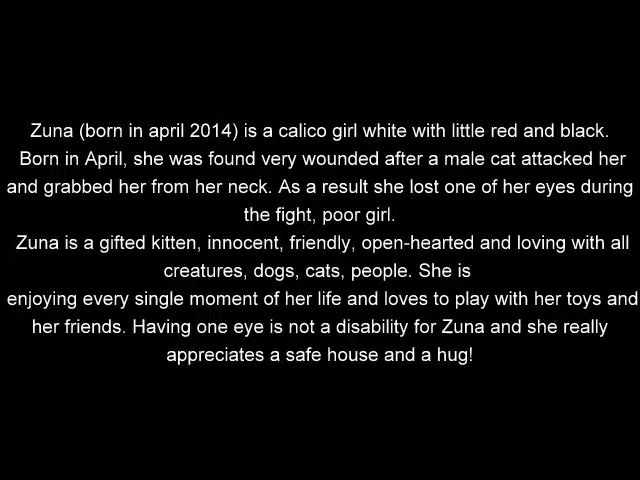 Zuna (born in april 2014) is a calico girl white with little red and black.
Born in April, she was found very wounded after a male cat attacked her
and grabbed her from her neck. As a result she lost one of her eyes during
the fight, poor girl.
Zuna is a gifted kitten, innocent, friendly, open-hearted and loving with all
creatures, dogs, cats, people. She is
enjoying every single moment of her life and loves to play with her toys and
her friends. Having one eye is not a disability for Zuna and she really
appreciates a safe house and a hug!